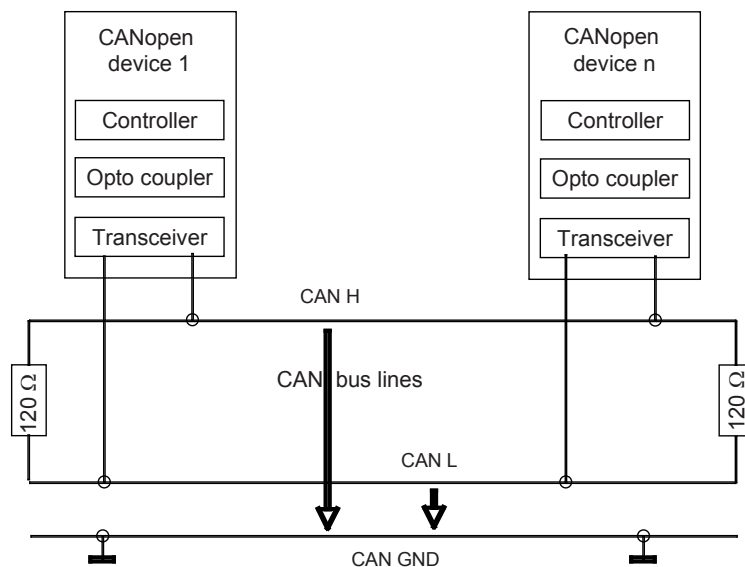 CANopen
device 1
Controller
Opto coupler
Transceiver
CANopen
device n
Controller
Opto coupler
Transceiver
CAN H
120 Ω
CAN bus lines
120 Ω
CAN L
CAN GND